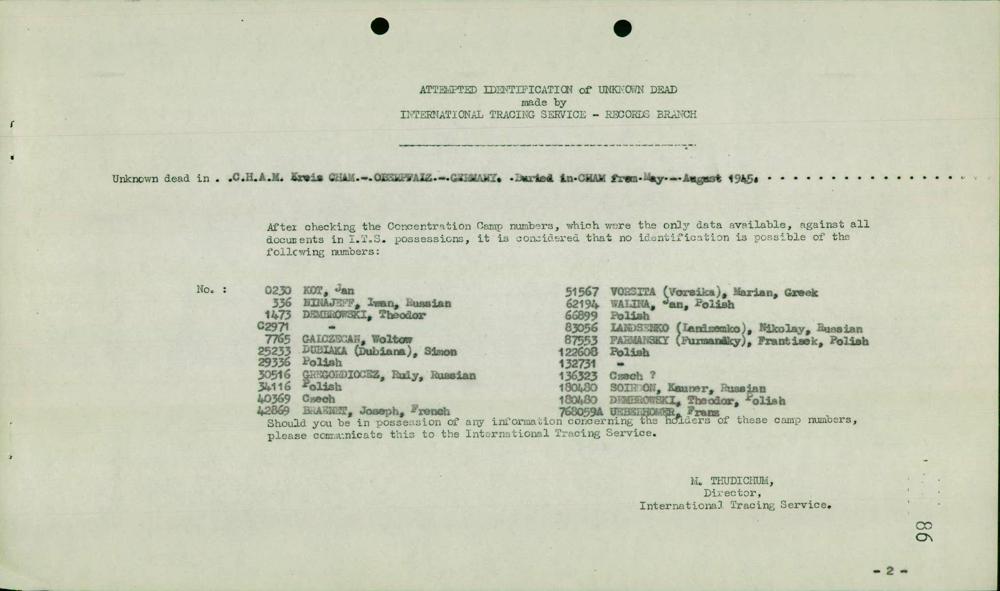 ATTEMPTED IDENTIFICATION of UNKNOWN DEAD
made by
INTERNATIONAL TRACING SERVICE - RECORDS BRANCH
Unknown dead in . .C.H.A.M. Kreis CHAM.-.OBERPFALZ.-.GERMANY. .Buried in.CHAM from.May.-.August 1945.
After checking the Concentration Camp numbers, which were the only data available, against all
documents in I.T.S. possessions, it is considered that no identification is possible of the
following numbers:
No. :
0230 KOT, Jan
336 NINAJEFF, Iwan, Russian
1473 DEMBROWSKI, Theodor
C2971 -
7765 GAICZECAH, Woltow
25233 DUBIAKA (Dubiana), Simon
29336 Polish
30516 GREGORDIOCEZ, Ruly, Russian
34116 Polish
40369 Czech
42869 BRAENET, Joseph, French
51567 VORSITA (Vorsika), Marian, Greek
62194 WALINA, Jan, Polish
66899 Polish
83056 LANDSENKO (Landzenko), Nikolay, Russian
87553 FARMANSKY (Furmandky), Frantisek, Polish
122608 Polish
132731 -
136323 Czech ?
180480 Kauner, Russian
180480 DEMBROWSKI, Theodor, Polish
768059A UEBERHOMER, Frans
Should you be in possession of any information concerning the holders of these camp numbers,
please communicate this to the International Tracing Service.
M. THUDICHUM,
Director,
International Tracing Service.
86
- 2 -